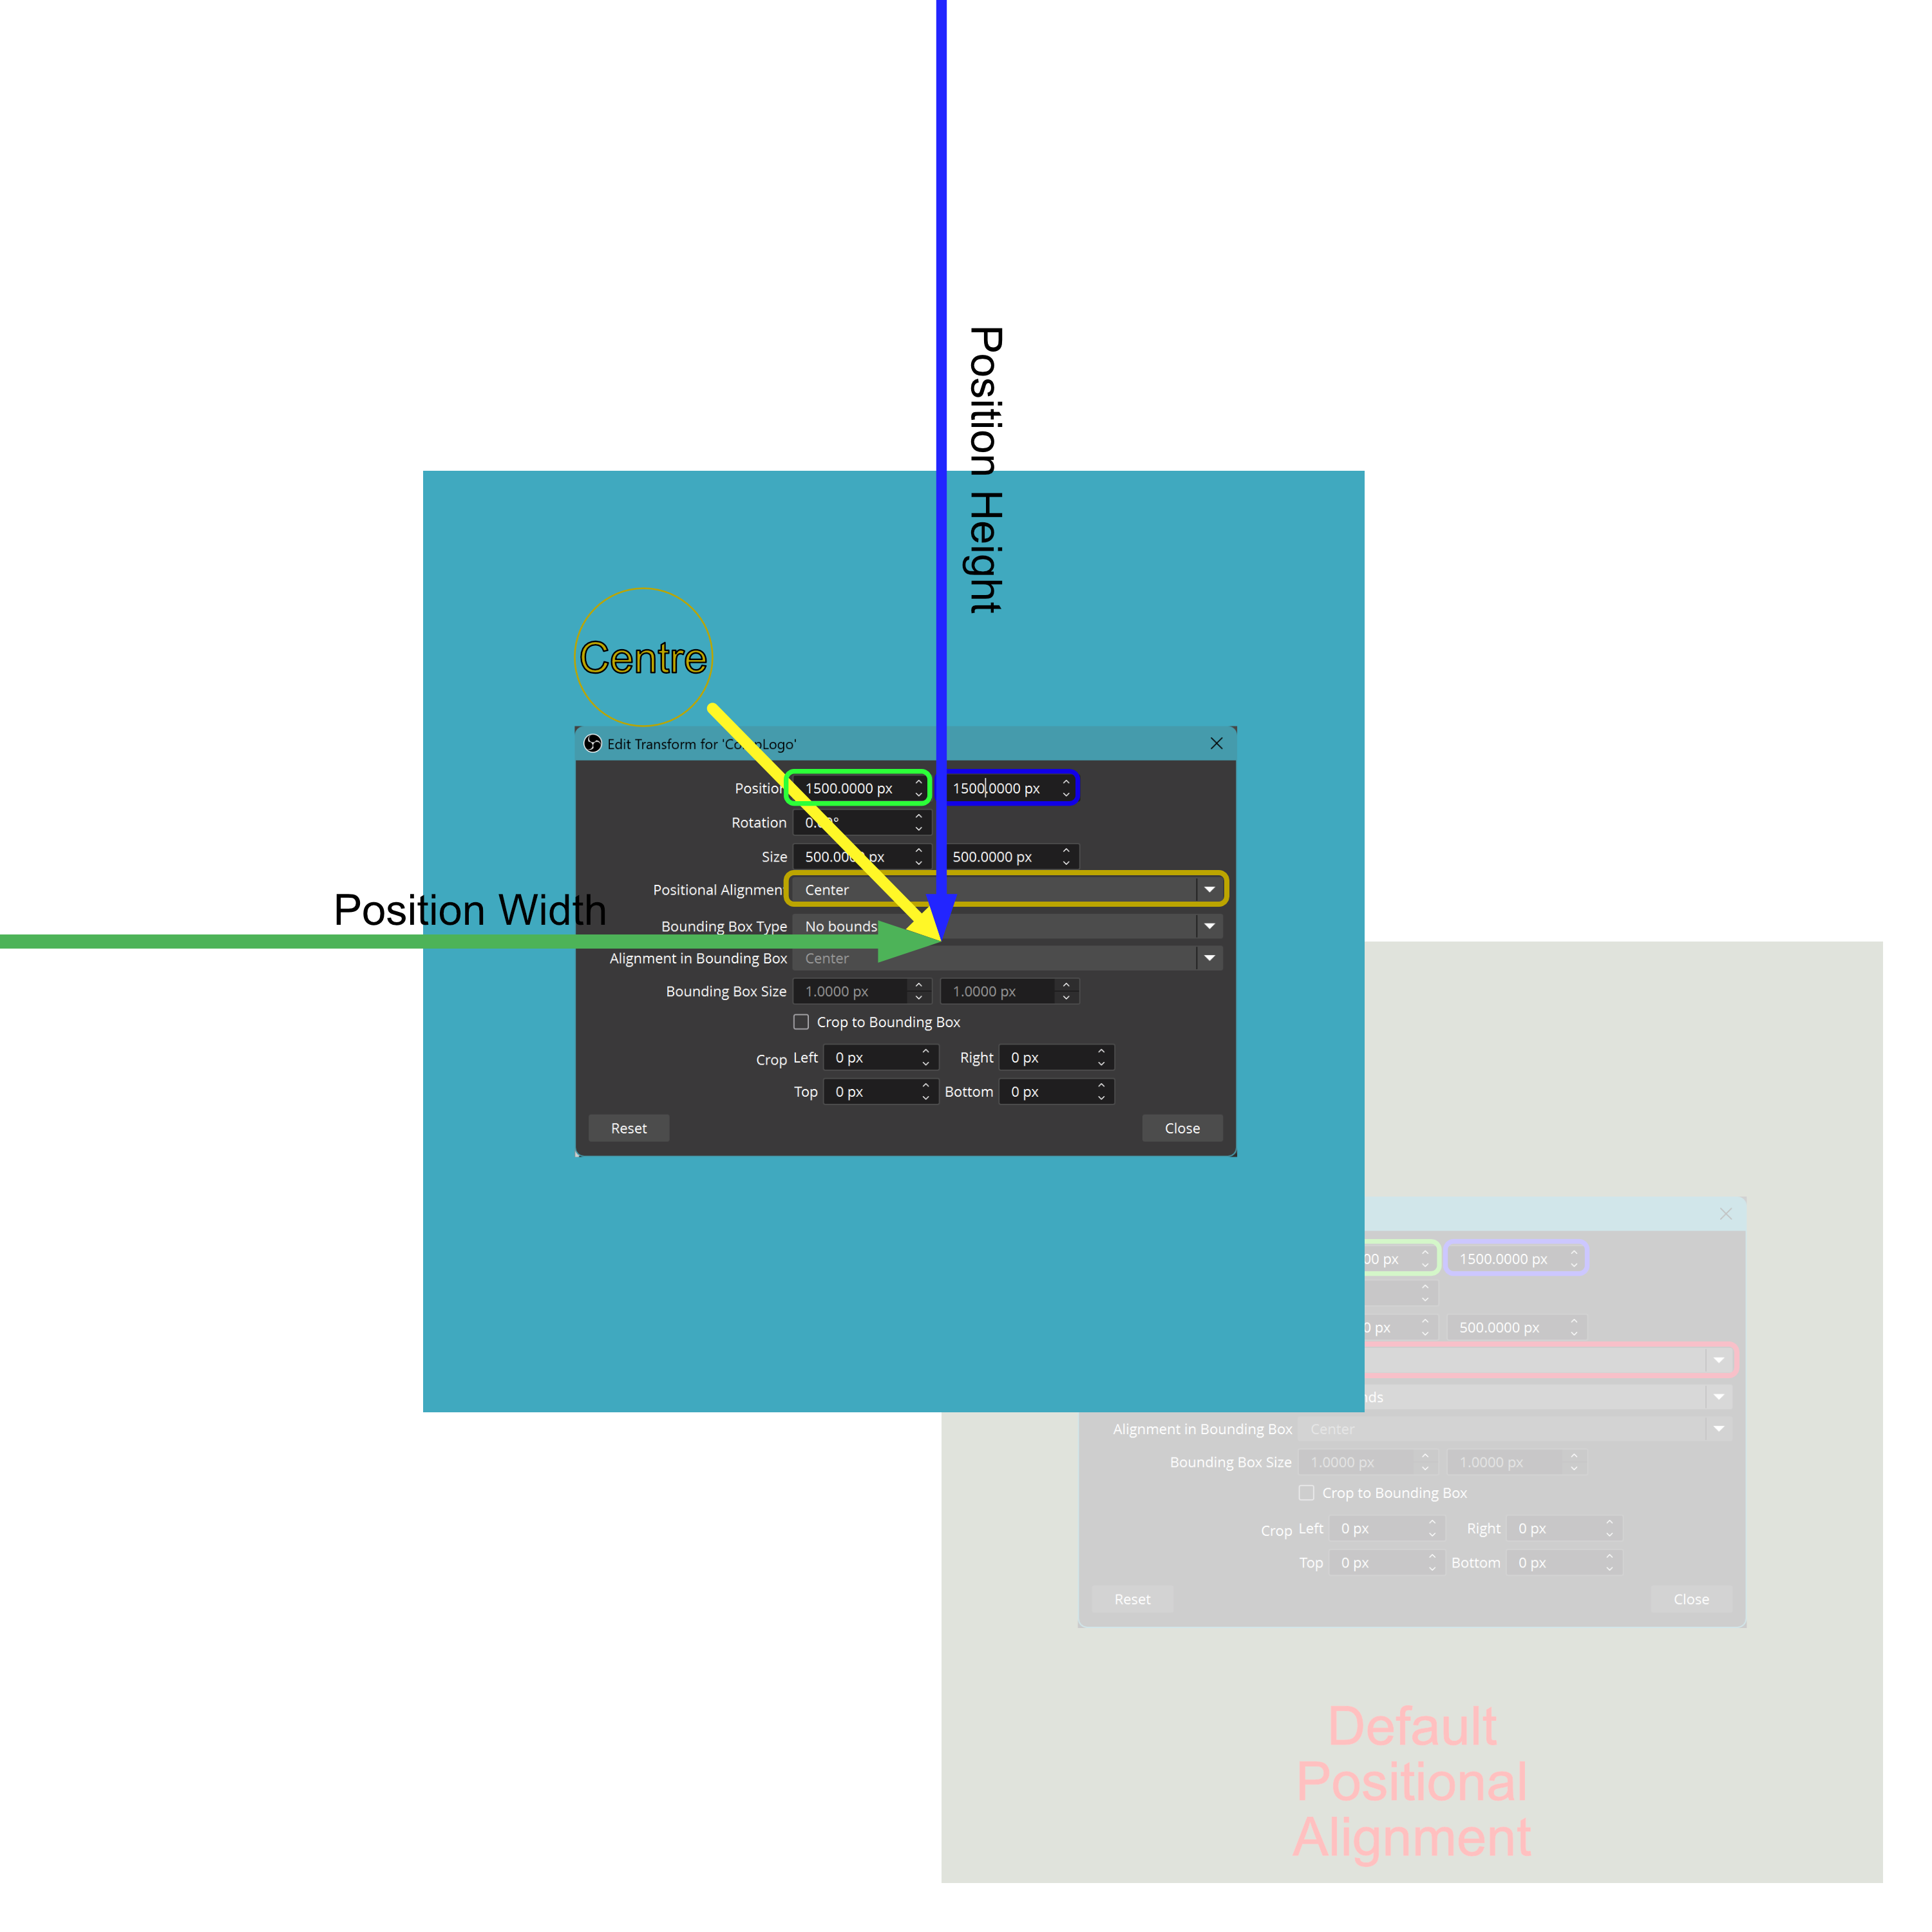 Position Height
Centre
Edit Transform for 'CompLogo'
Position 1500.0000 px 1500.0000 px
Rotation 0.00°
Size 500.0000 px 500.0000 px
Positional Alignment Center
Position Width
Bounding Box Type No bounds
Alignment in Bounding Box Center
Bounding Box Size 1.0000 px 1.0000 px
Crop to Bounding Box
Crop Left 0 px Right 0 px
Top 0 px Bottom 0 px
Reset Close
00 px 1500.0000 px
0 px 500.0000 px
nds
Alignment in Bounding Box Center
Bounding Box Size 1.0000 px 1.0000 px
Crop to Bounding Box
Crop Left 0 px Right 0 px
Top 0 px Bottom 0 px
Reset Close
Default
Positional
Alignment